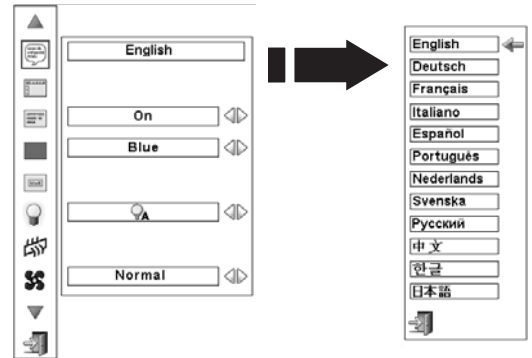 English
On
Blue
A
Normal
English
Deutsch
Français
Italiano
Español
Português
Nederlands
Svenska
Русский
中文
한글
日本語